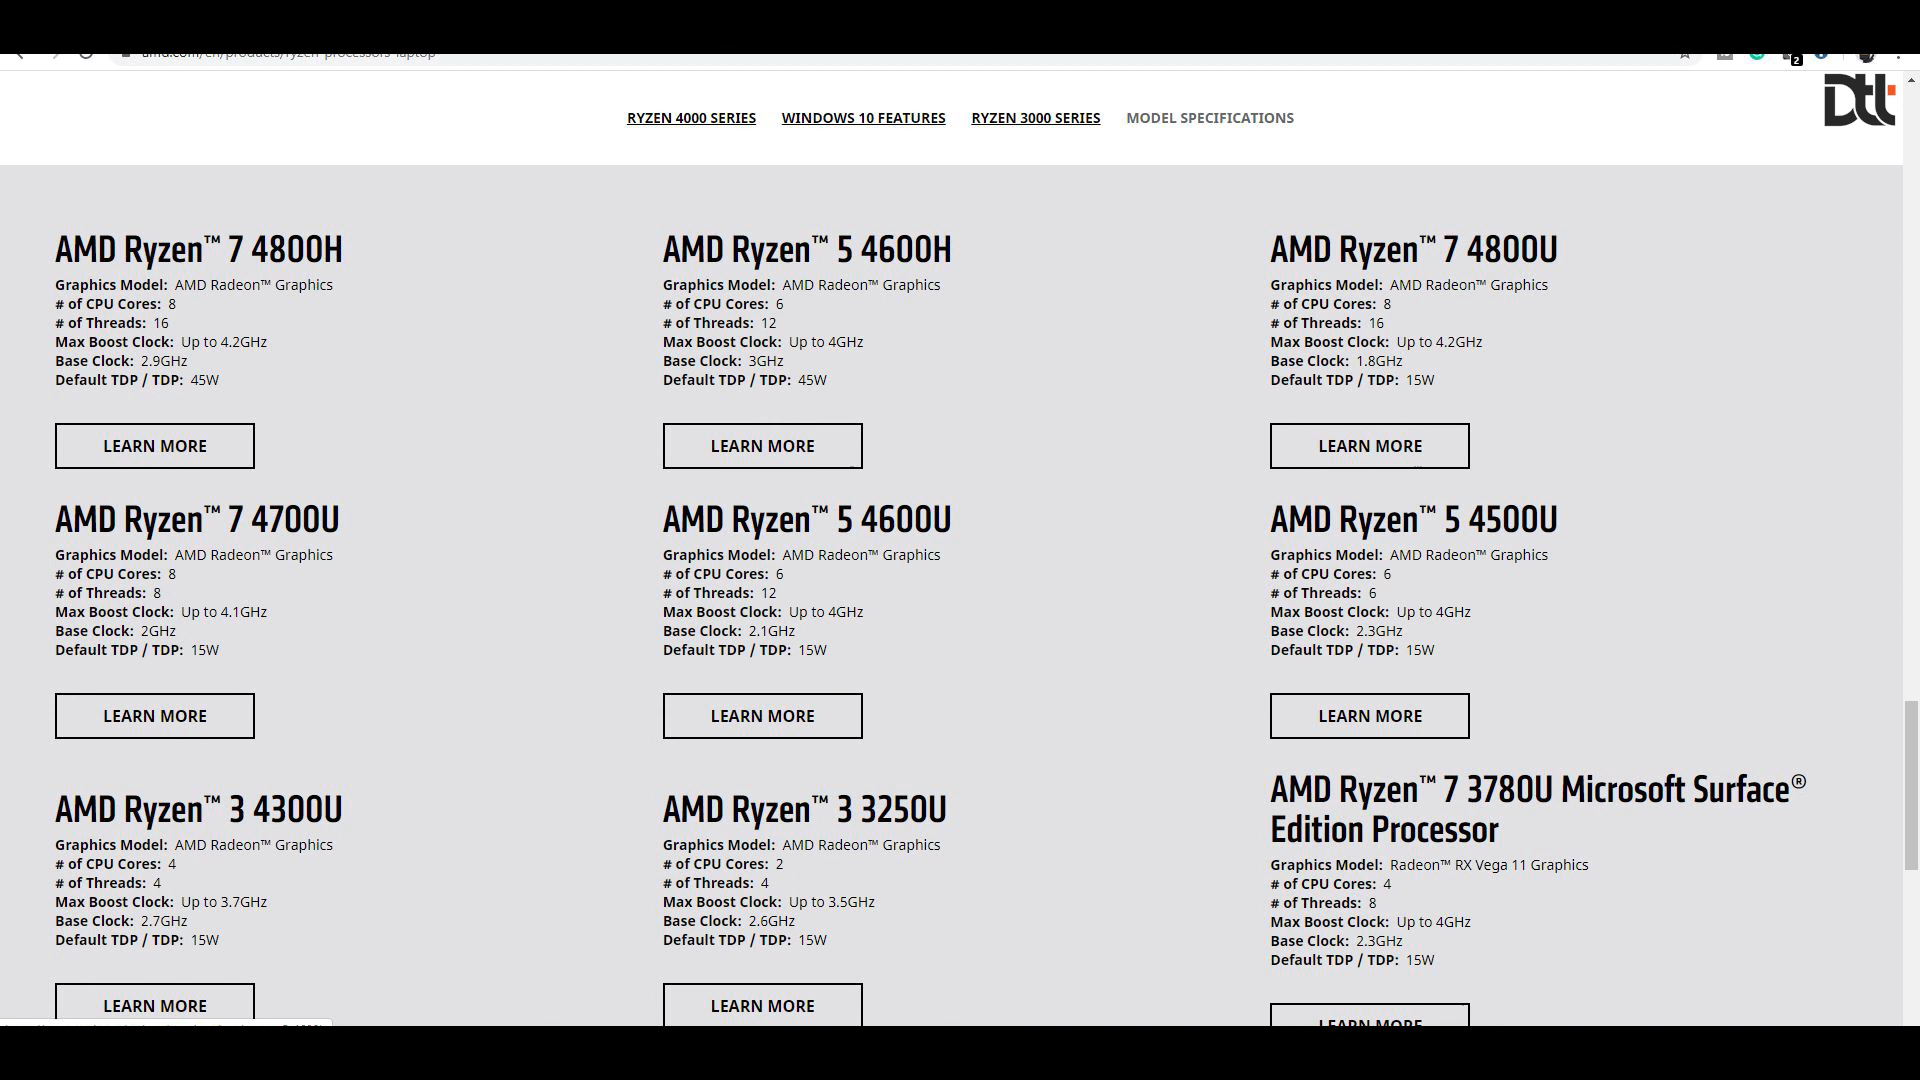 amd.com/en/products/ryzen-processors-laptop
2
Dtt
RYZEN 4000 SERIES WINDOWS 10 FEATURES RYZEN 3000 SERIES MODEL SPECIFICATIONS
AMD Ryzen™ 7 4800H
Graphics Model: AMD Radeon™ Graphics
# of CPU Cores: 8
# of Threads: 16
Max Boost Clock: Up to 4.2GHz
Base Clock: 2.9GHz
Default TDP / TDP: 45W
LEARN MORE
AMD Ryzen™ 5 4600H
Graphics Model: AMD Radeon™ Graphics
# of CPU Cores: 6
# of Threads: 12
Max Boost Clock: Up to 4GHz
Base Clock: 3GHz
Default TDP / TDP: 45W
LEARN MORE
AMD Ryzen™ 7 4800U
Graphics Model: AMD Radeon™ Graphics
# of CPU Cores: 8
# of Threads: 16
Max Boost Clock: Up to 4.2GHz
Base Clock: 1.8GHz
Default TDP / TDP: 15W
LEARN MORE
AMD Ryzen™ 7 4700U
Graphics Model: AMD Radeon™ Graphics
# of CPU Cores: 8
# of Threads: 8
Max Boost Clock: Up to 4.1GHz
Base Clock: 2GHz
Default TDP / TDP: 15W
LEARN MORE
AMD Ryzen™ 5 4600U
Graphics Model: AMD Radeon™ Graphics
# of CPU Cores: 6
# of Threads: 12
Max Boost Clock: Up to 4GHz
Base Clock: 2.1GHz
Default TDP / TDP: 15W
LEARN MORE
AMD Ryzen™ 5 4500U
Graphics Model: AMD Radeon™ Graphics
# of CPU Cores: 6
# of Threads: 6
Max Boost Clock: Up to 4GHz
Base Clock: 2.3GHz
Default TDP / TDP: 15W
LEARN MORE
AMD Ryzen™ 3 4300U
Graphics Model: AMD Radeon™ Graphics
# of CPU Cores: 4
# of Threads: 4
Max Boost Clock: Up to 3.7GHz
Base Clock: 2.7GHz
Default TDP / TDP: 15W
LEARN MORE
AMD Ryzen™ 3 3250U
Graphics Model: AMD Radeon™ Graphics
# of CPU Cores: 2
# of Threads: 4
Max Boost Clock: Up to 3.5GHz
Base Clock: 2.6GHz
Default TDP / TDP: 15W
LEARN MORE
AMD Ryzen™ 7 3780U Microsoft Surface®
Edition Processor
Graphics Model: Radeon™ RX Vega 11 Graphics
# of CPU Cores: 4
# of Threads: 8
Max Boost Clock: Up to 4GHz
Base Clock: 2.3GHz
Default TDP / TDP: 15W
LEARN MORE